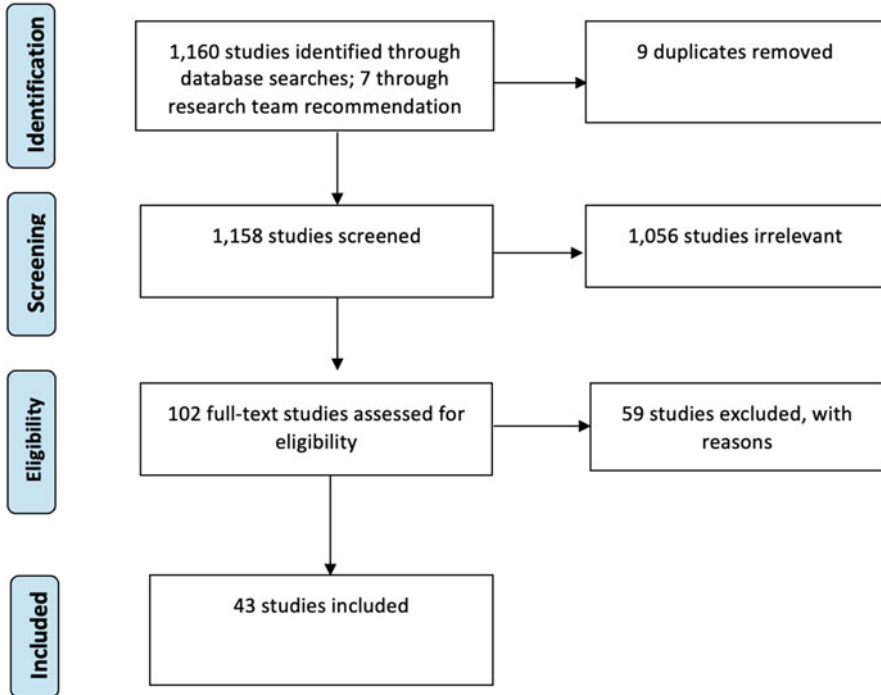 Identification
1,160 studies identified through
database searches; 7 through
research team recommendation
9 duplicates removed
Screening
1,158 studies screened
1,056 studies irrelevant
Eligibility
102 full-text studies assessed for
eligibility
59 studies excluded, with
reasons
Included
43 studies included